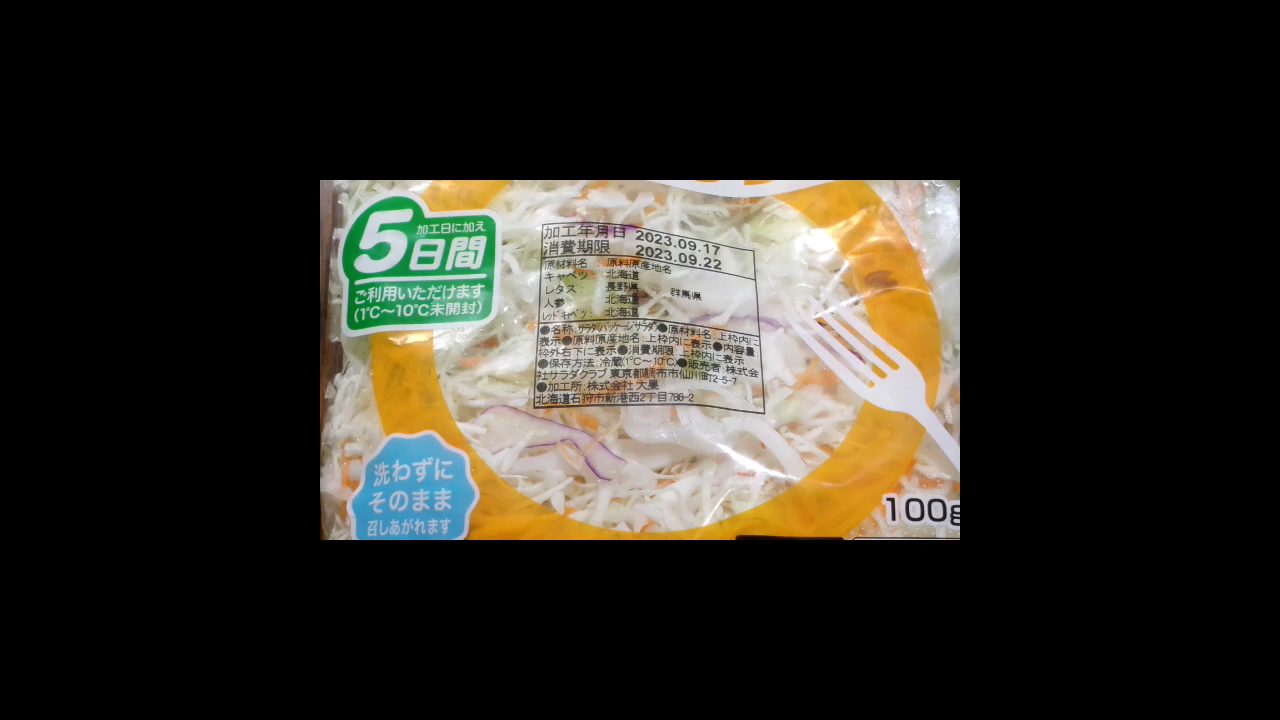 加工日に加え
5日間
ご利用いただけます
(1℃～10℃未開封)
加工年月日 2023.09.17
消費期限 2023.09.22
原材料名 : 原料原産地名
キャベツ : 北海道
レタス : 長野県 群馬県
人参 : 北海道
レッドキャベツ : 北海道
●名称:サラダ(パッケージサラダ)●原材料名:上枠内に
表示●原料原産地名:上枠内に表示●内容量:
枠外右下に表示●消費期限:上枠内に表示
●保存方法:冷蔵(1℃～10℃)●販売者:株式会
社サラダクラブ 東京都調布市仙川町2-5-7
●加工所:株式会社 大栗
北海道石狩市新港西2丁目786-2
洗わずに
そのまま
召しあがれます
100g